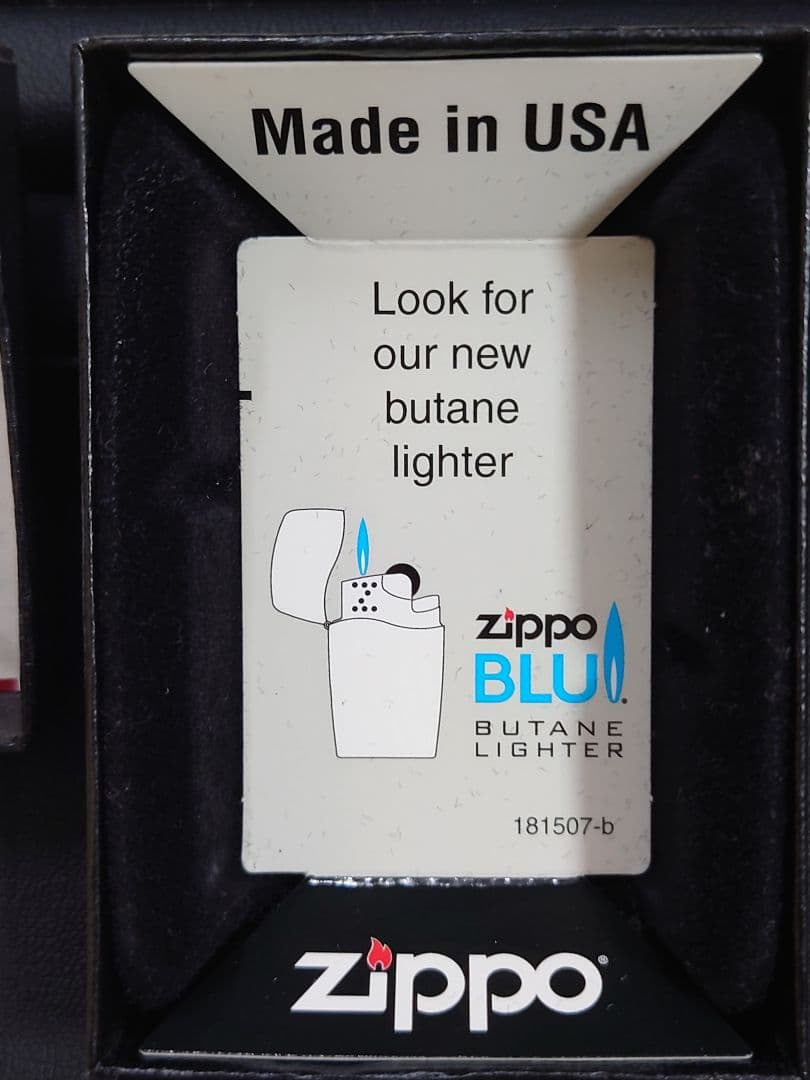 Made in USA
Look for
our new
butane
lighter
zippo
BLU
BUTANE
LIGHTER
181507-b
zippo®